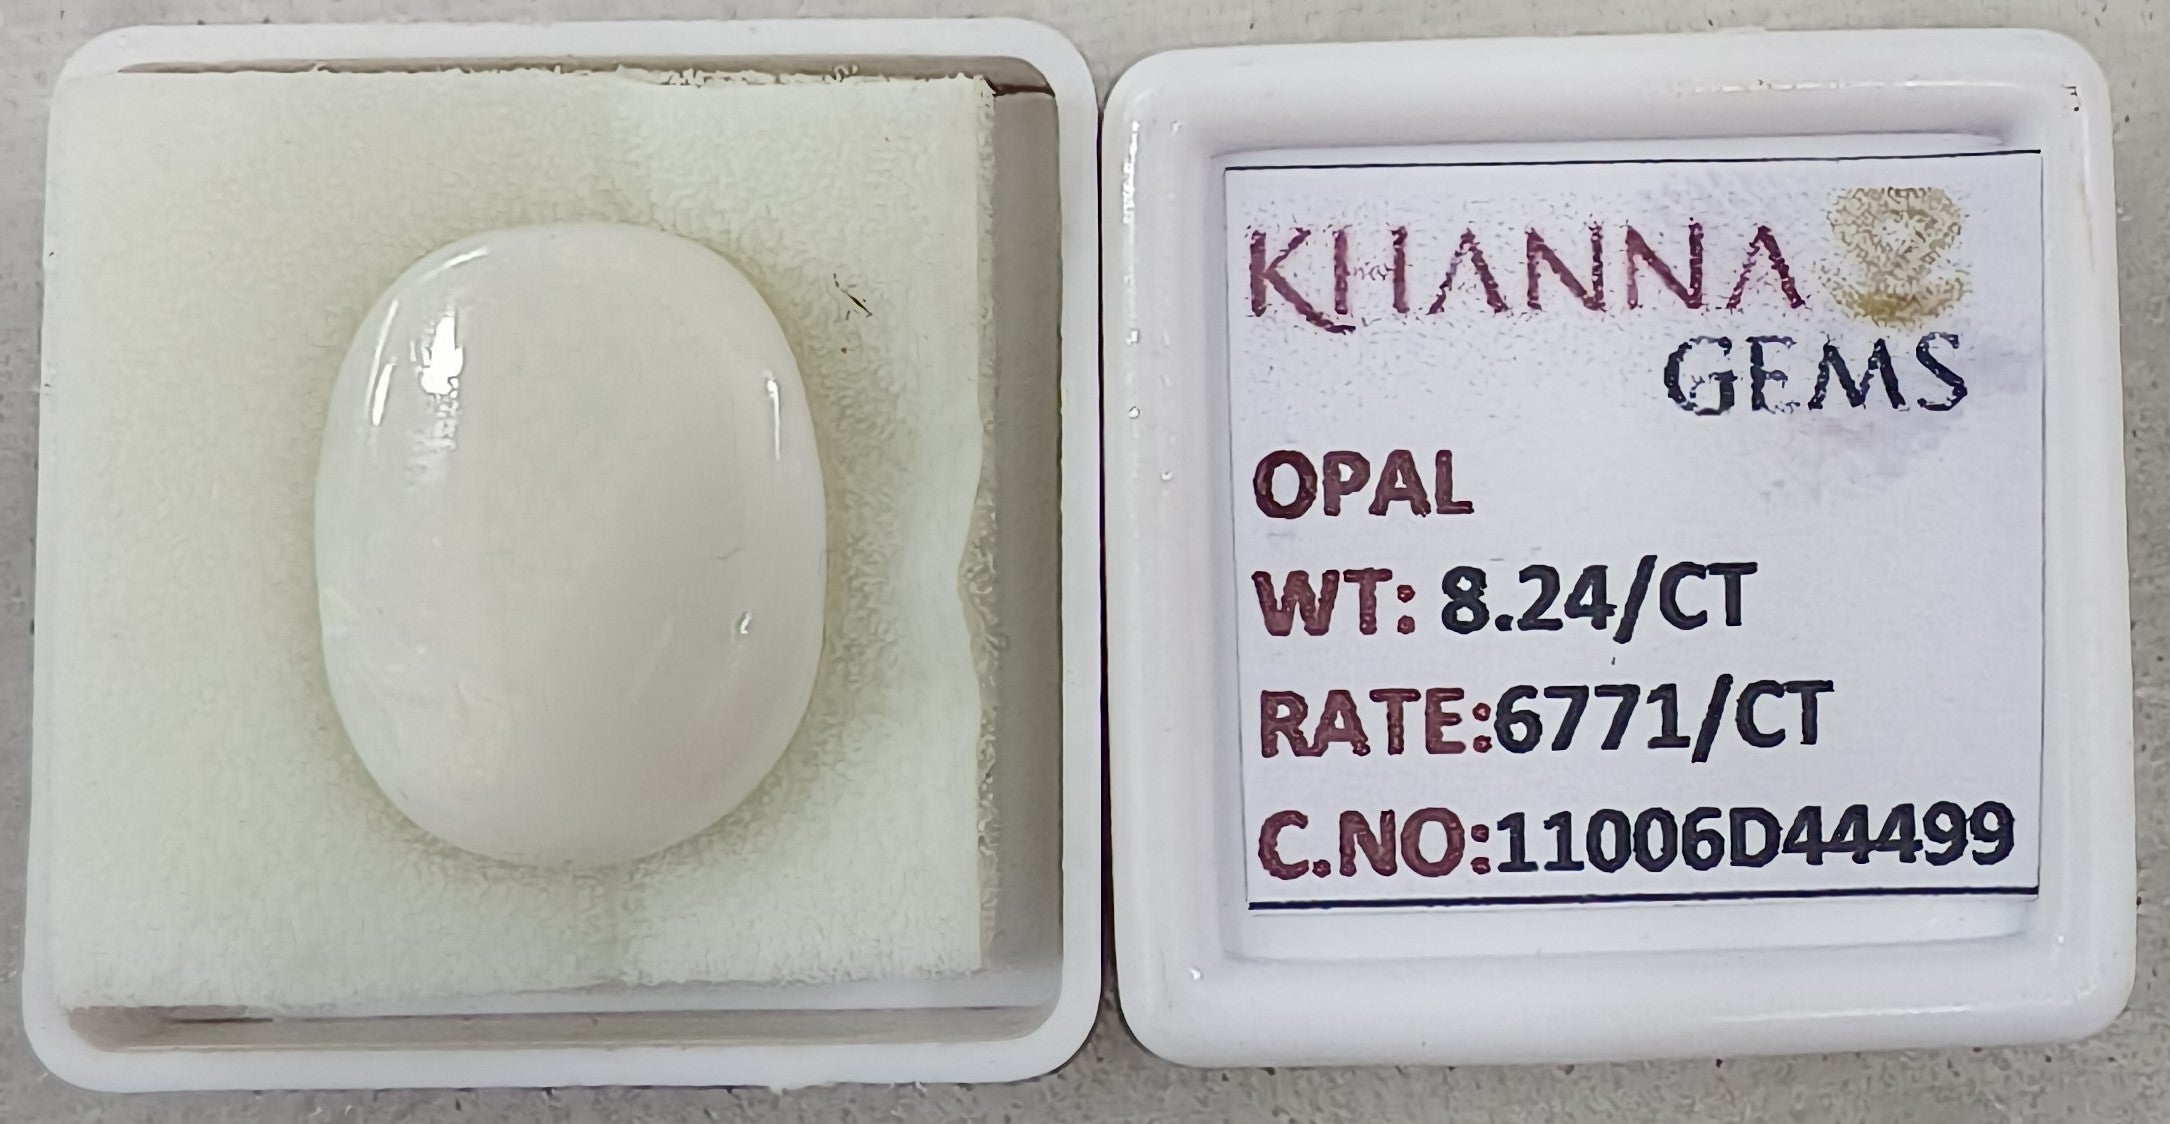 KHANNA
GEMS
OPAL
WT: 8.24/CT
RATE:6771/CT
C.NO:11006D44499